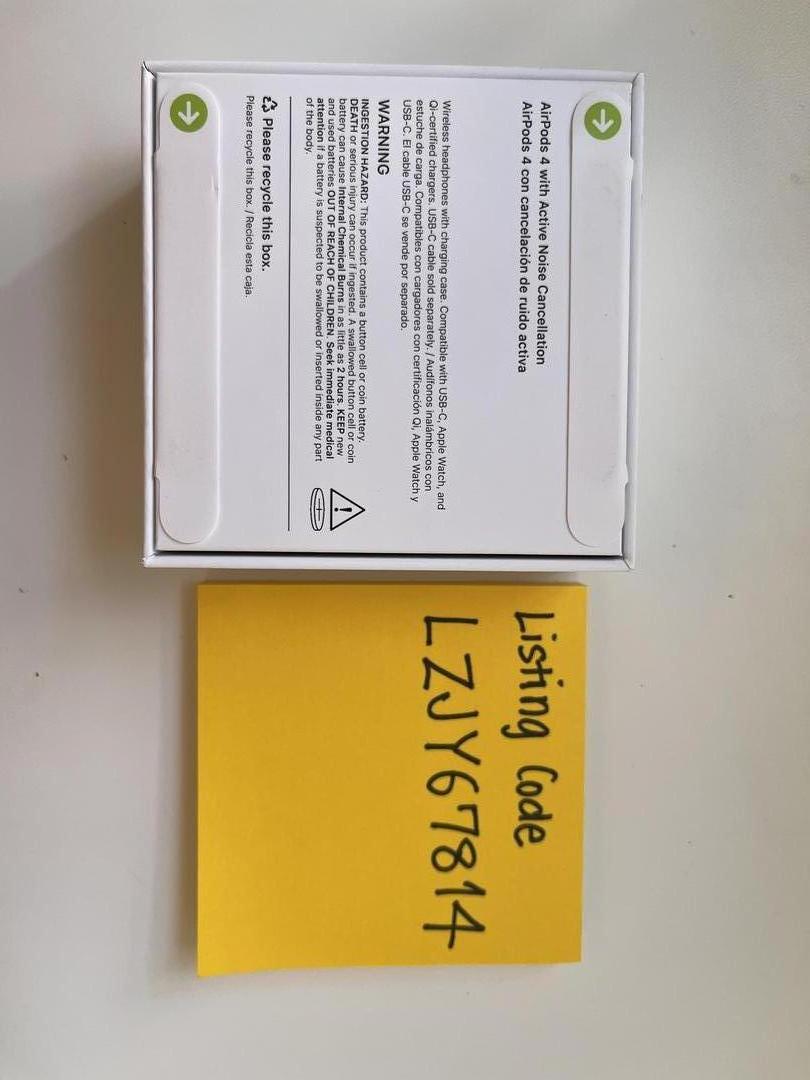 AirPods 4 with Active Noise Cancellation
AirPods 4 con cancelación de ruido activa
Wireless headphones with charging case. Compatible with USB-C, Apple Watch, and
Qi-certified chargers. USB-C cable sold separately. / Audífonos inalámbricos con
estuche de carga. Compatibles con cargadores con certificación Qi, Apple Watch y
USB-C. El cable USB-C se vende por separado.
WARNING
INGESTION HAZARD: This product contains a button cell or coin battery.
DEATH or serious injury can occur if ingested. A swallowed button cell or coin
battery can cause Internal Chemical Burns in as little as 2 hours. KEEP new
and used batteries OUT OF REACH OF CHILDREN. Seek immediate medical
attention if a battery is suspected to be swallowed or inserted inside any part
of the body.
Please recycle this box.
Please recycle this box. / Recicla esta caja.
Listing Code
LZJY67814